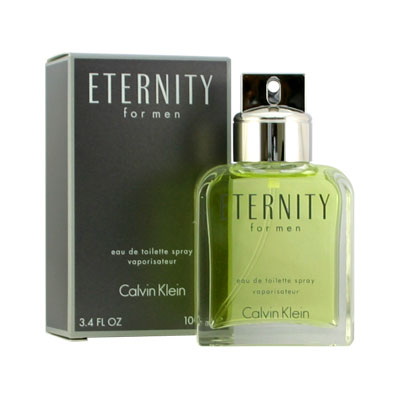 ETERNITY
for men
eau de toilette spray
vaporisateur
Calvin Klein
3.4 FL OZ 100
TERNITY
for men
eau de toilette spray
vaporisateur
Calvin Klein